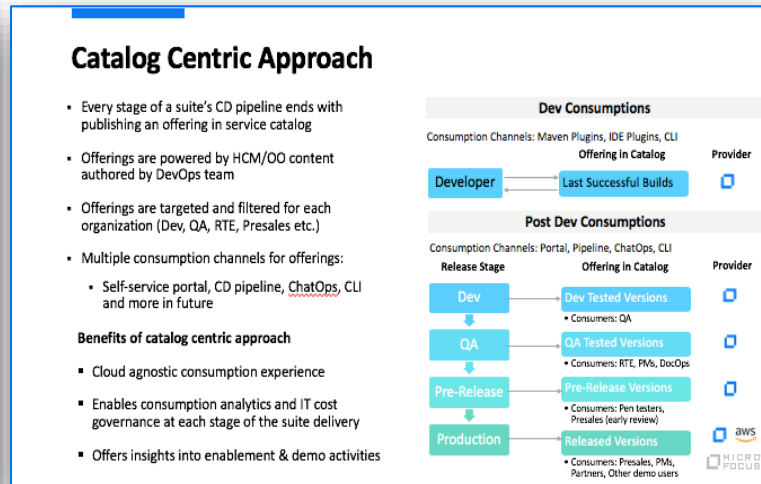 Catalog Centric Approach
▪ Every stage of a suite's CD pipeline ends with
publishing an offering in service catalog
▪ Offerings are powered by HCM/OO content
authored by DevOps team
▪ Offerings are targeted and filtered for each
organization (Dev, QA, RTE, Presales etc.)
▪ Multiple consumption channels for offerings:
▪ Self-service portal, CD pipeline, ChatOps, CLI
and more in future
Benefits of catalog centric approach
▪ Cloud agnostic consumption experience
▪ Enables consumption analytics and IT cost
governance at each stage of the suite delivery
▪ Offers insights into enablement & demo activities
Dev Consumptions
Consumption Channels: Maven Plugins, IDE Plugins, CLI
Offering in Catalog Provider
Developer Last Successful Builds
Post Dev Consumptions
Consumption Channels: Portal, Pipeline, ChatOps, CLI
Release Stage Offering in Catalog Provider
Dev Dev Tested Versions
• Consumers: QA
QA QA Tested Versions
• Consumers: RTE, PMs, DocOps
Pre-Release Pre-Release Versions
• Consumers: Pen testers,
Presales (early review)
Production Released Versions aws
• Consumers: Presales, PMs,
Partners, Other demo users
MICRO
FOCUS